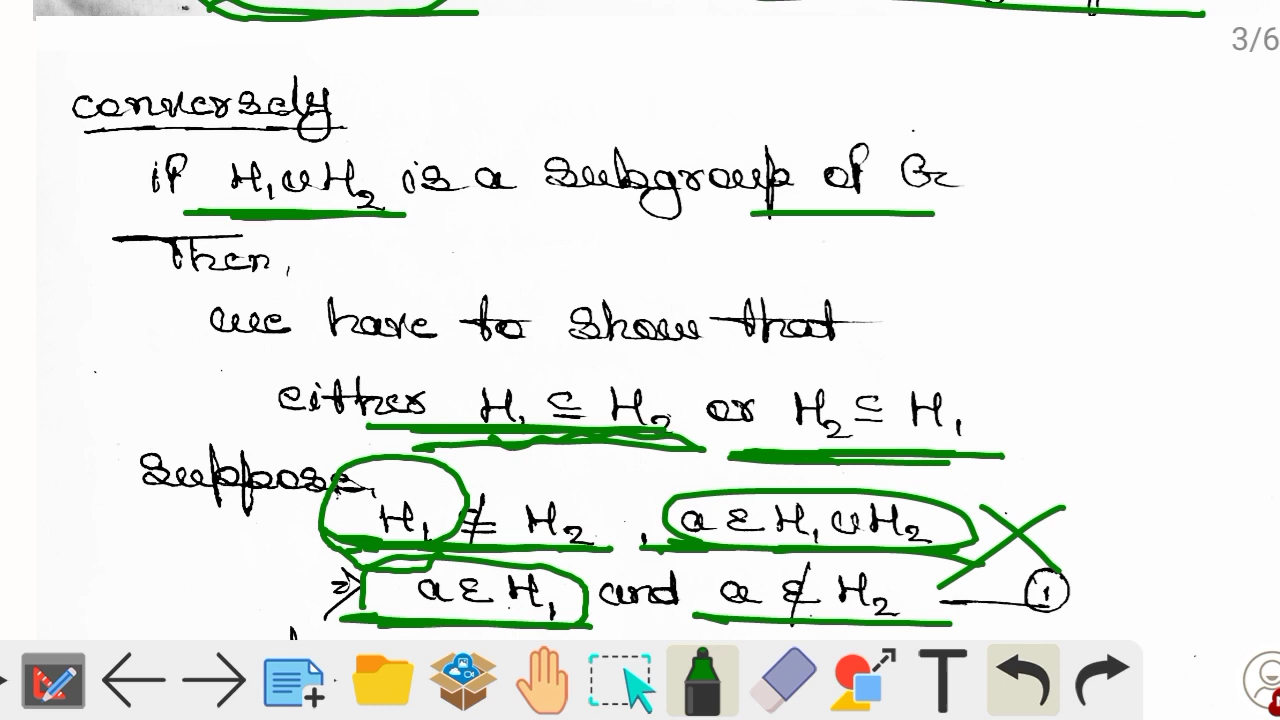 3/6
conversely
if H₁∪H₂ is a subgroup of G
Then,
we have to show that
either H₁ ⊆ H₂ or H₂ ⊆ H₁
suppose,
H₁ ⊈ H₂ , a ∈ H₁∪H₂
⇒ a ∈ H₁ and a ∉ H₂ — ①